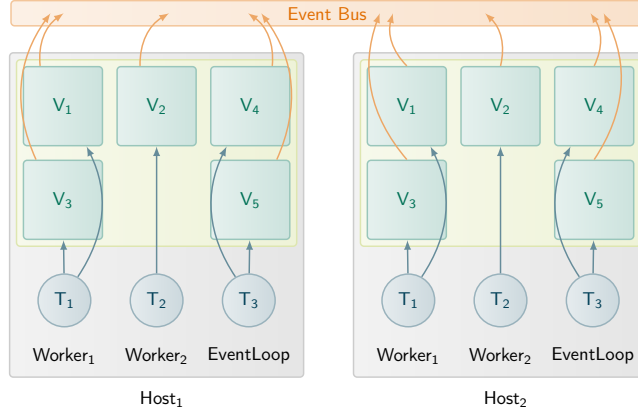 Event Bus
V₁ V₂ V₄ V₁ V₂ V₄
V₃ V₅ V₃ V₅
T₁ T₂ T₃ T₁ T₂ T₃
Worker₁ Worker₂ EventLoop Worker₁ Worker₂ EventLoop
Host₁ Host₂